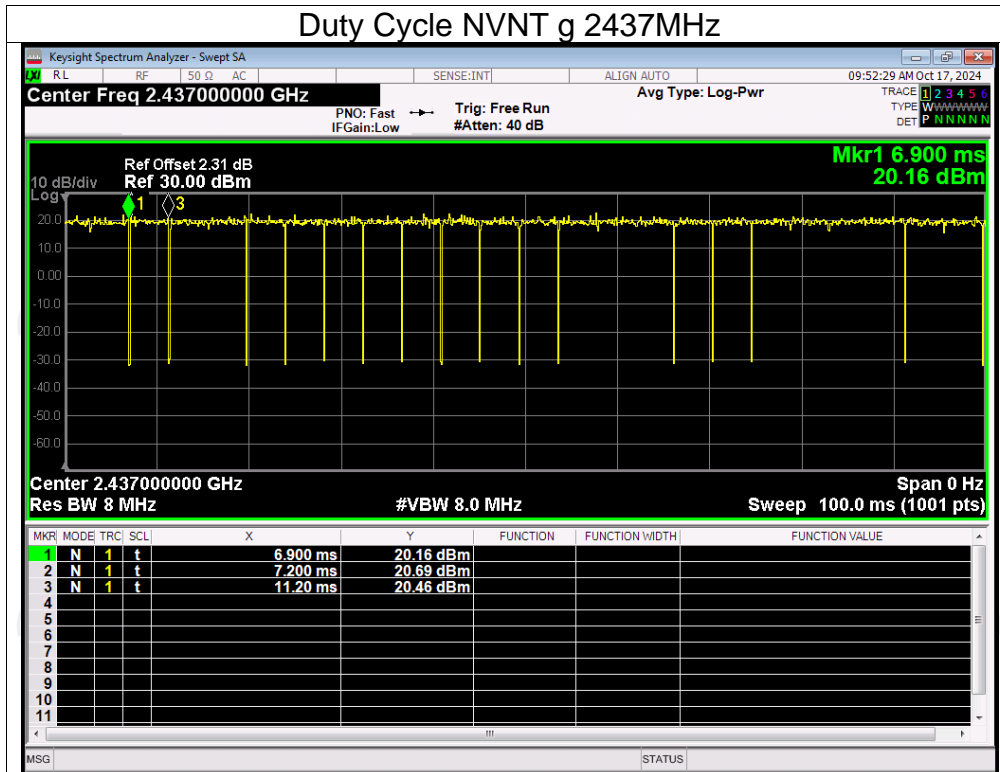 Duty Cycle NVNT g 2437MHz
Keysight Spectrum Analyzer - Swept SA
LXI RL RF 50 Ω AC SENSE:INT ALIGN AUTO 09:52:29 AM Oct 17, 2024
Center Freq 2.437000000 GHz Avg Type: Log-Pwr TRACE 1 2 3 4 5 6
PNO: Fast Trig: Free Run TYPE WWWWWWW
IFGain:Low #Atten: 40 dB DET P N N N N N
Mkr1 6.900 ms
Ref Offset 2.31 dB
10 dB/div Ref 30.00 dBm 20.16 dBm
Log
1 3
20.0
10.0
0.00
-10.0
-20.0
-30.0
-40.0
-50.0
-60.0
Center 2.437000000 GHz Span 0 Hz
Res BW 8 MHz #VBW 8.0 MHz Sweep 100.0 ms (1001 pts)
MKR MODE TRC SCL X Y FUNCTION FUNCTION WIDTH FUNCTION VALUE
1 N 1 t 6.900 ms 20.16 dBm
2 N 1 t 7.200 ms 20.69 dBm
3 N 1 t 11.20 ms 20.46 dBm
4
5
6
7
8
9
10
11
MSG STATUS